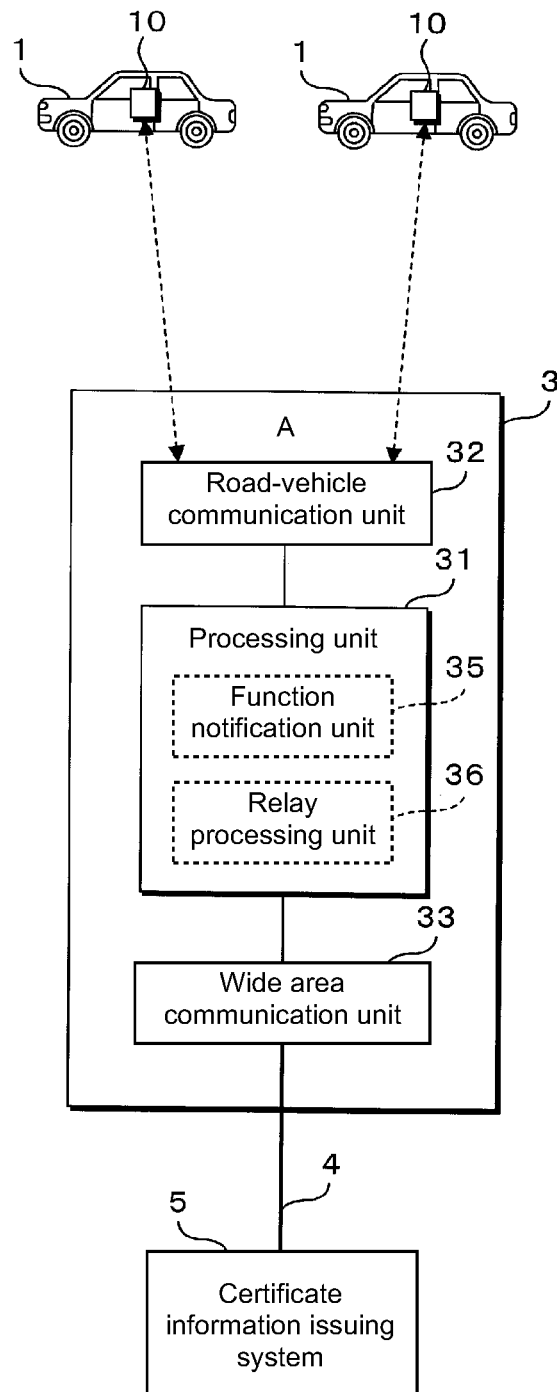 10
10
1
1
3
A
32
Road-vehicle
communication unit
31
Processing unit
35
Function
notification unit
36
Relay
processing unit
33
Wide area
communication unit
4
5
Certificate
information issuing
system